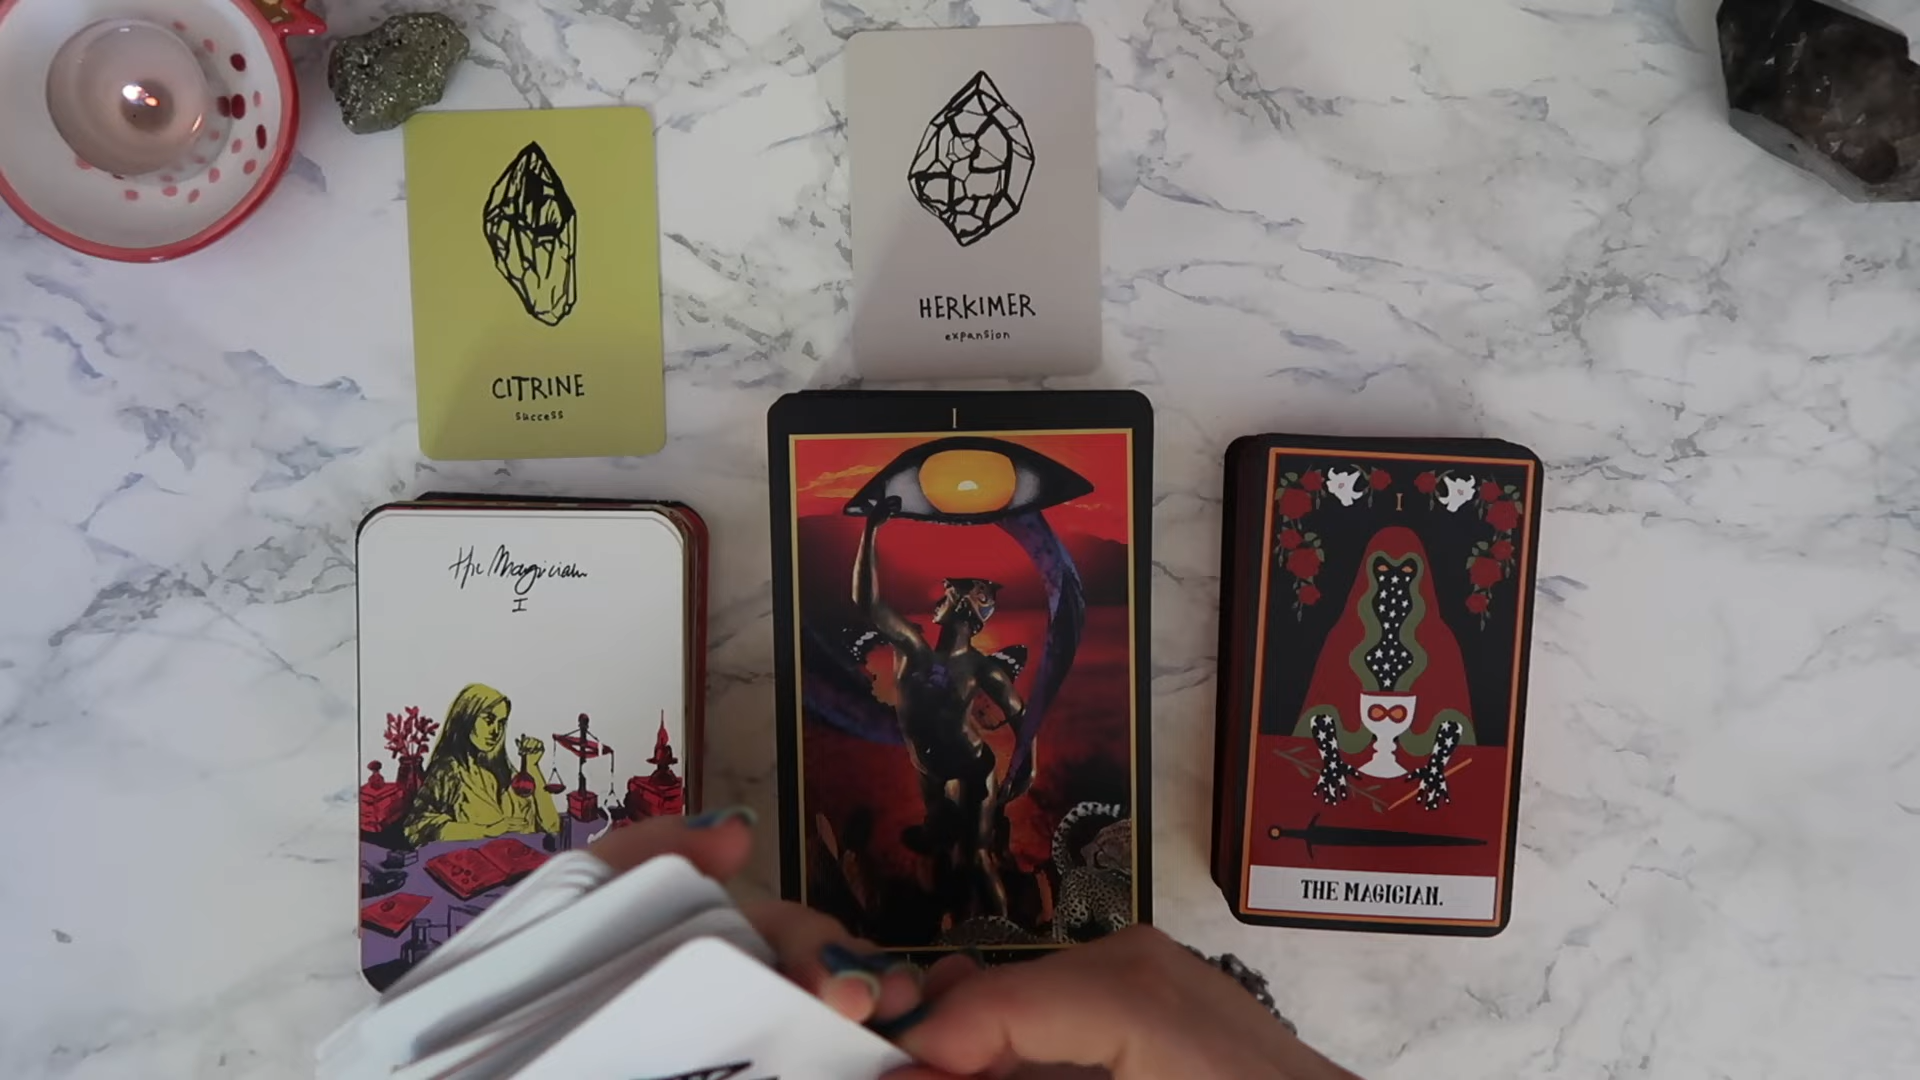 CITRINE
success
HERKIMER
expansion
The Magician
I
I
I
THE MAGICIAN.